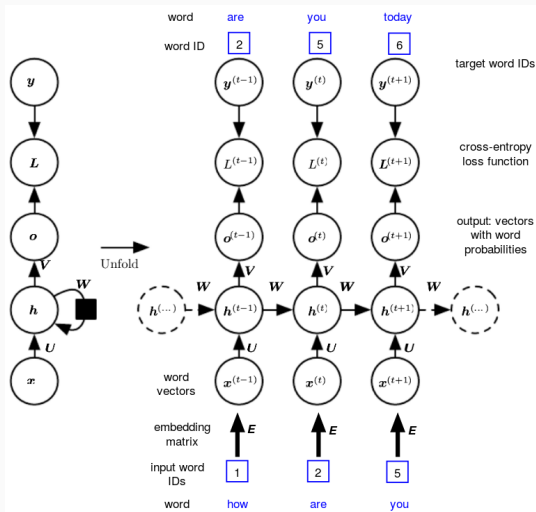 word are you today
word ID 2 5 6
target word IDs
y y(t−1) y(t) y(t+1)
cross-entropy
loss function
L L(t−1) L(t) L(t+1)
output: vectors
with word
probabilities
o o(t−1) o(t) o(t+1)
Unfold
V V V V
W W W W W
h h(...) h(t−1) h(t) h(t+1) h(...)
U U U U
word
vectors
x x(t−1) x(t) x(t+1)
embedding
matrix
E E E
input word
IDs
1 2 5
word how are you